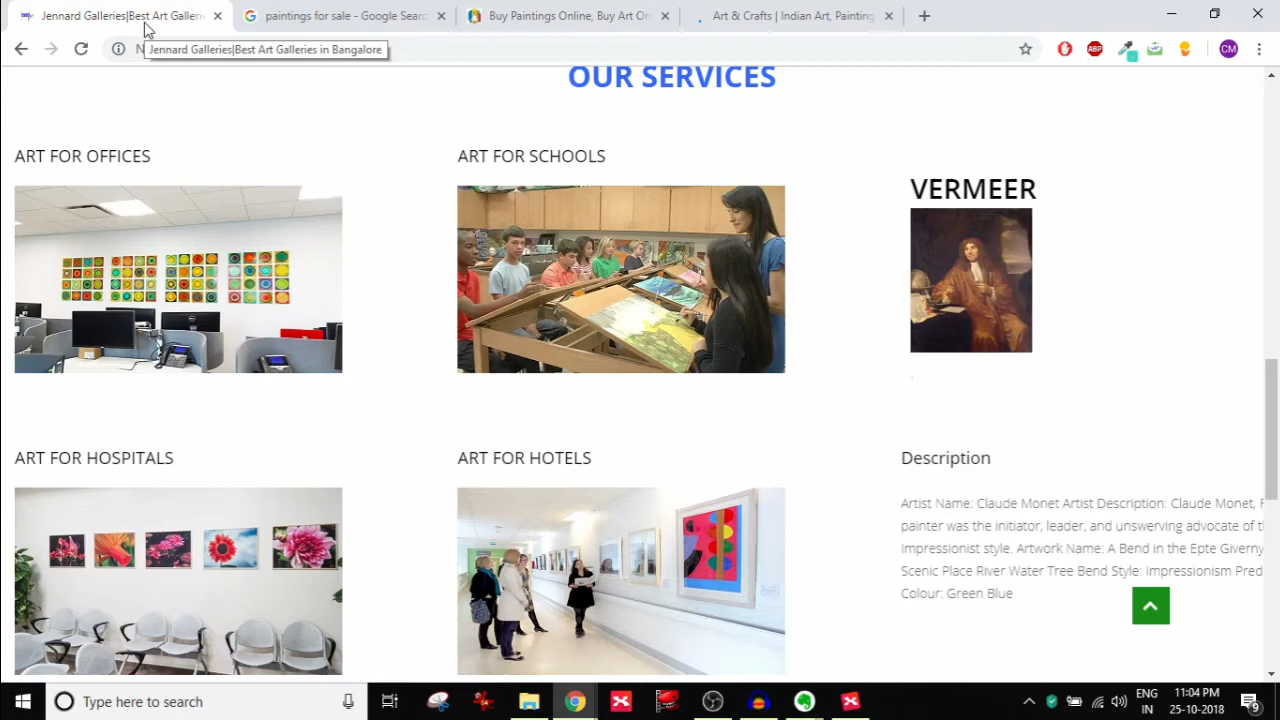 Jennard Galleries|Best Art Galleri
paintings for sale - Google Searc
Buy Paintings Online, Buy Art On
Art & Crafts | Indian Art, Painting
N
Jennard Galleries|Best Art Galleries in Bangalore
ABP
CM
OUR SERVICES
ART FOR OFFICES
ART FOR SCHOOLS
VERMEER
ART FOR HOSPITALS
ART FOR HOTELS
Description
Artist Name: Claude Monet Artist Description: Claude Monet, F
painter was the initiator, leader, and unswerving advocate of t
Impressionist style. Artwork Name: A Bend in the Epte Giverny
Scenic Place River Water Tree Bend Style: Impressionism Pred
Colour: Green Blue
Type here to search
ENG
IN
11:04 PM
25-10-2018
9